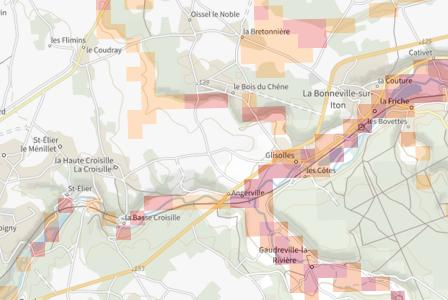 Oissel le Noble
la Bretonnière
les Flimins
le Coudray
Cativet
la Couture
le Bois du Chêne
La Bonneville-sur-
Iton
la Friche
les Bovettes
St-Élier
le Ménillet
la Haute Croisille
La Croisille
Glisolles
les Côtes
St-Elier
Angerville
la Basse Croisille
Gaudreville-la-
Rivière